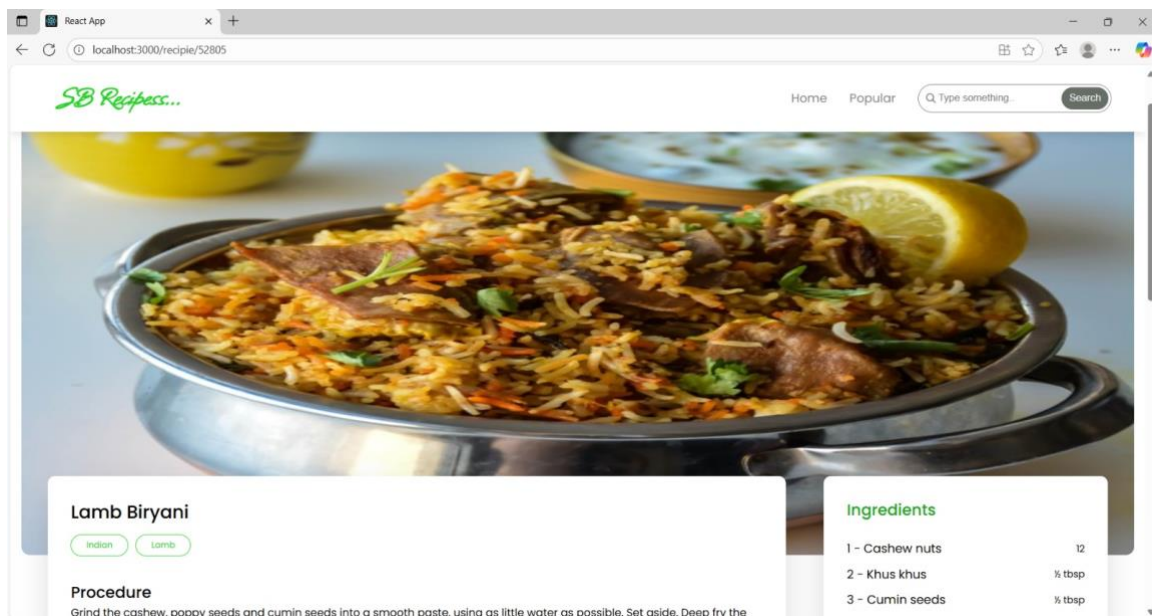 React App
localhost:3000/recipie/52805
SB Recipess...
Home Popular Type something.. Search
Lamb Biryani
Indian Lamb
Procedure
Grind the cashew, poppy seeds and cumin seeds into a smooth paste, using as little water as possible. Set aside. Deep fry the
Ingredients
1 - Cashew nuts 12
2 - Khus khus ½ tbsp
3 - Cumin seeds ½ tbsp